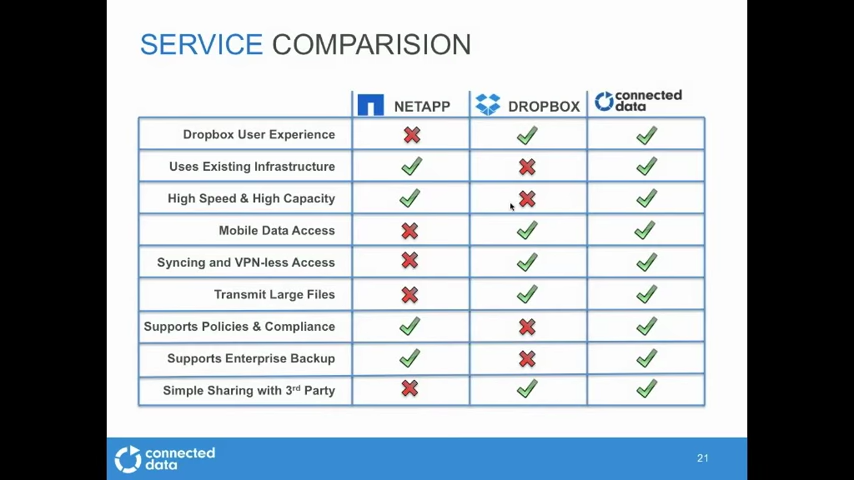 SERVICE COMPARISION
NETAPP DROPBOX connected data
Dropbox User Experience
Uses Existing Infrastructure
High Speed & High Capacity
Mobile Data Access
Syncing and VPN-less Access
Transmit Large Files
Supports Policies & Compliance
Supports Enterprise Backup
Simple Sharing with 3rd Party
connected
data
21